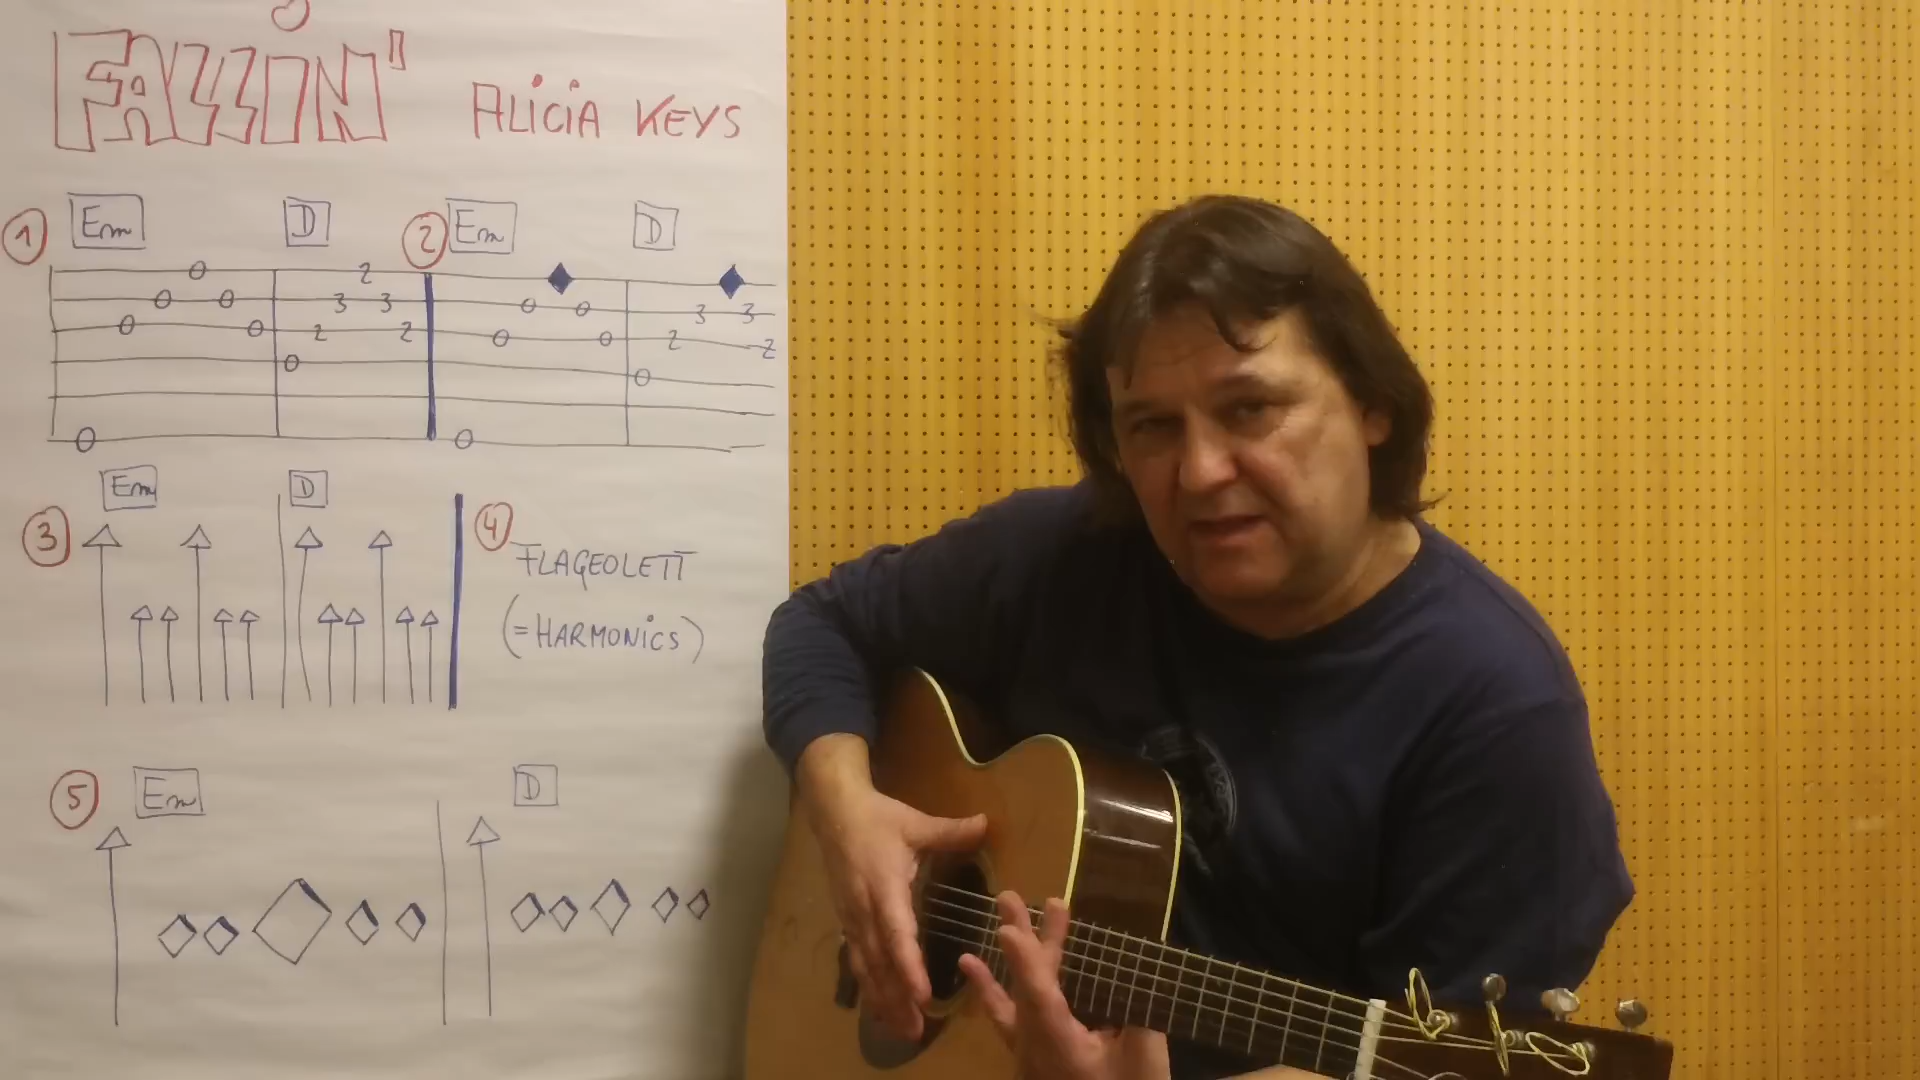 FALLIN' ALICIA KEYS
① Em D ② Em D
0 2
0 0 3 3 0 0 3 3
0 0 2 2 0 0 2 2
0 0
0 0
③ Em D ④ FLAGEOLETT
(=HARMONiCS)
⑤ Em D